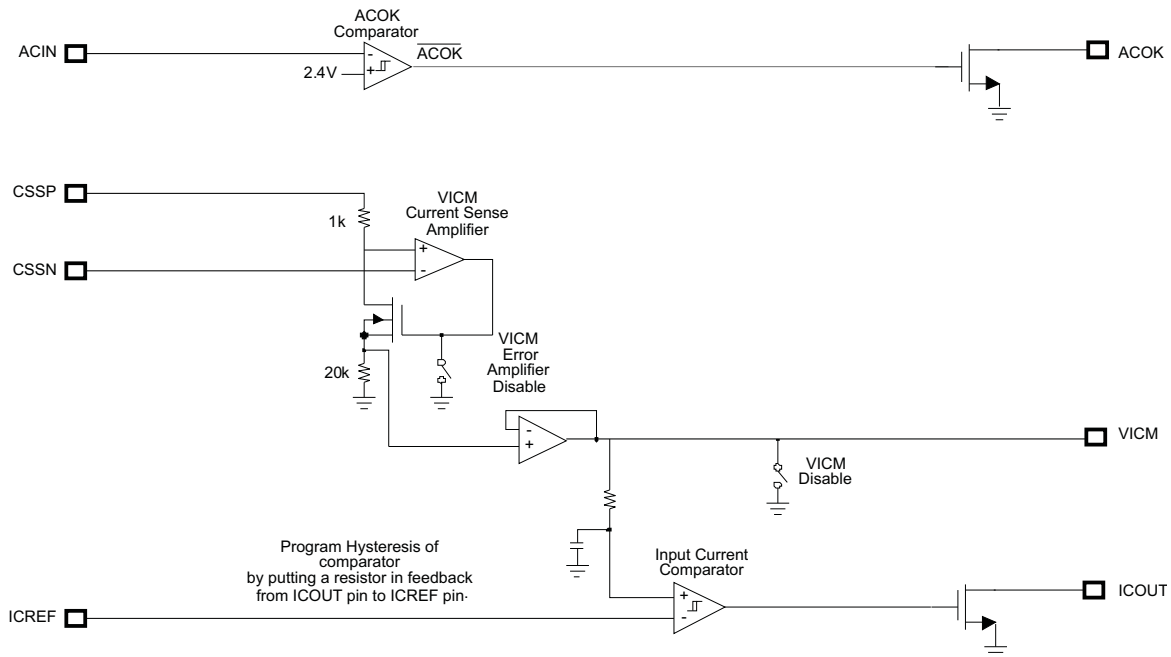 ACOK
Comparator
ACIN
-
ACOK
2.4V
+
ACOK
CSSP
1k
VICM
Current Sense
Amplifier
+
CSSN
-
VICM
Error
Amplifier
Disable
20k
-
+
VICM
VICM
Disable
Program Hysteresis of
comparator
by putting a resistor in feedback
from ICOUT pin to ICREF pin.
Input Current
Comparator
+
-
ICOUT
ICREF